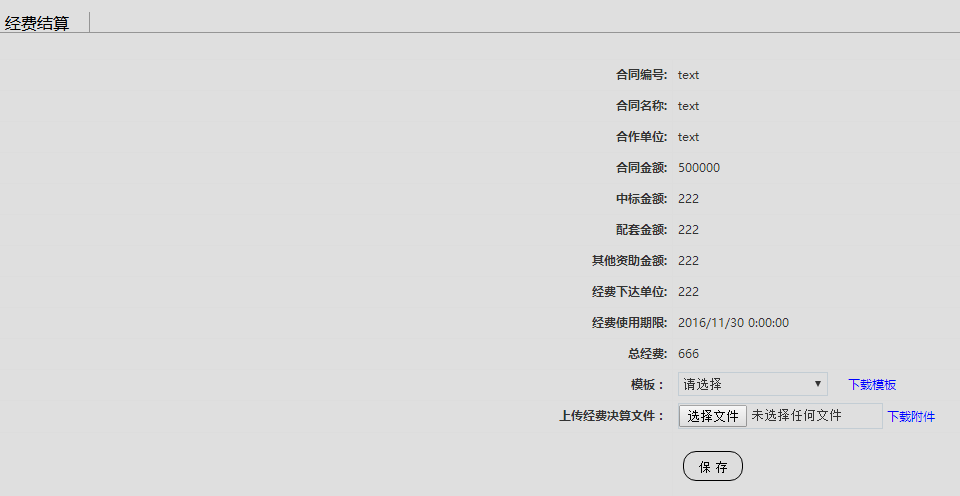 经费结算
合同编号: text
合同名称: text
合作单位: text
合同金额: 500000
中标金额: 222
配套金额: 222
其他资助金额: 222
经费下达单位: 222
经费使用期限: 2016/11/30 0:00:00
总经费: 666
模板： 请选择 下载模板
上传经费决算文件： 选择文件 未选择任何文件 下载附件
保 存